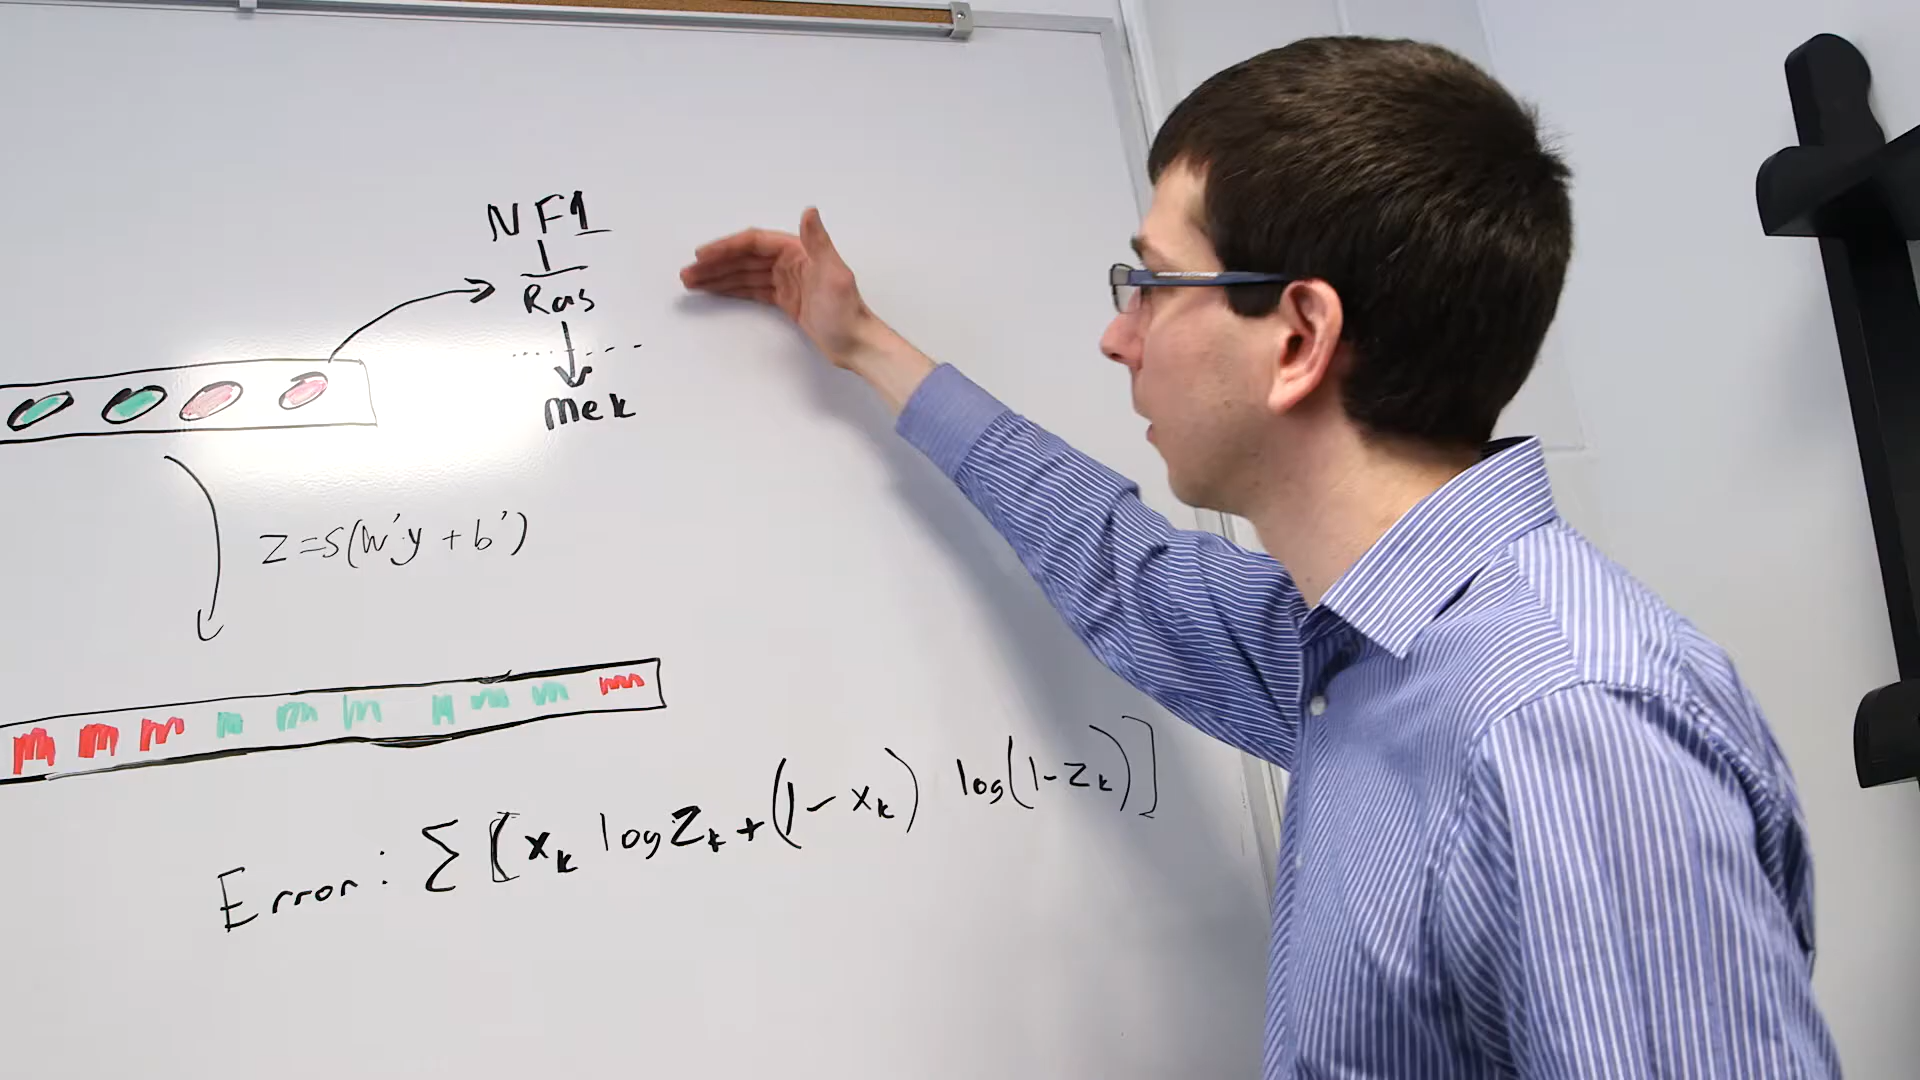 NF1
Ras
Mek
z=s(w'y + b')
Error: Σ [xk log zk + (1 - xk) log(1 - zk)]